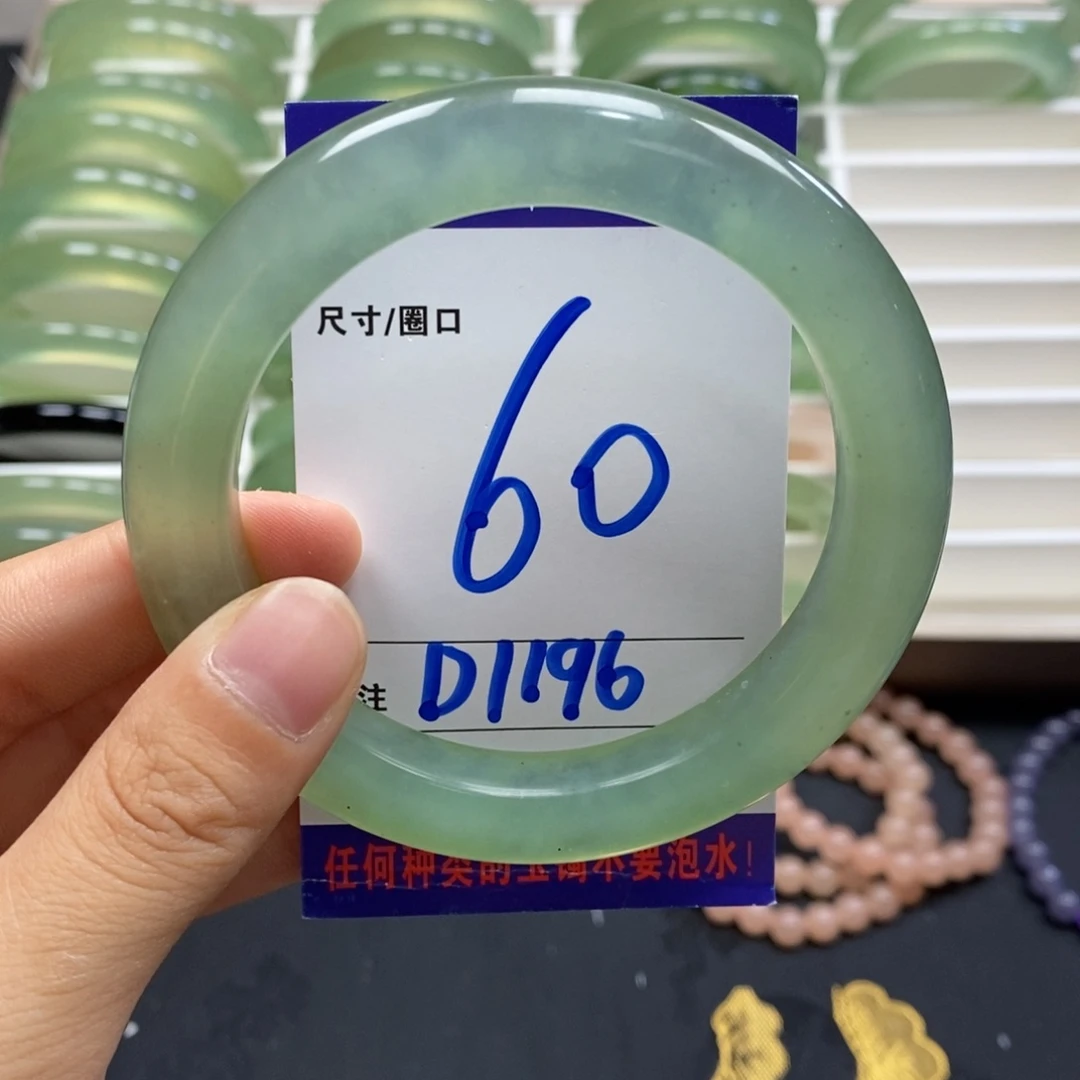 尺寸/圈口
60
注 D1196
任何种类的玉镯不要泡水!